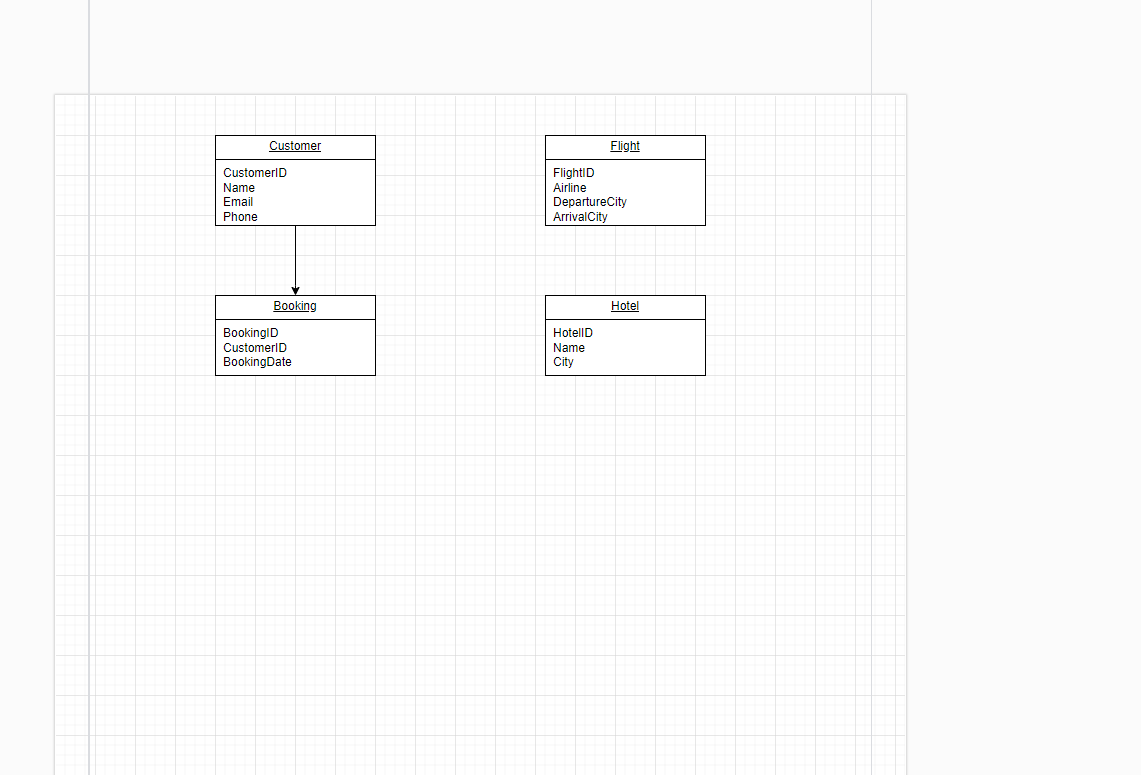 Customer
CustomerID
Name
Email
Phone
Flight
FlightID
Airline
DepartureCity
ArrivalCity
Booking
BookingID
CustomerID
BookingDate
Hotel
HotelID
Name
City